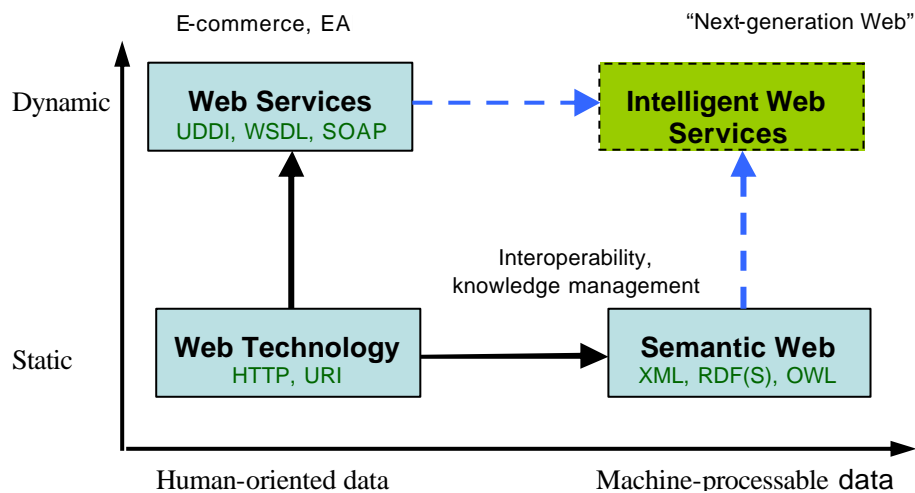 E-commerce, EA
“Next-generation Web”
Dynamic
Web Services
UDDI, WSDL, SOAP
Intelligent Web
Services
Interoperability,
knowledge management
Static
Web Technology
HTTP, URI
Semantic Web
XML, RDF(S), OWL
Human-oriented data
Machine-processable data